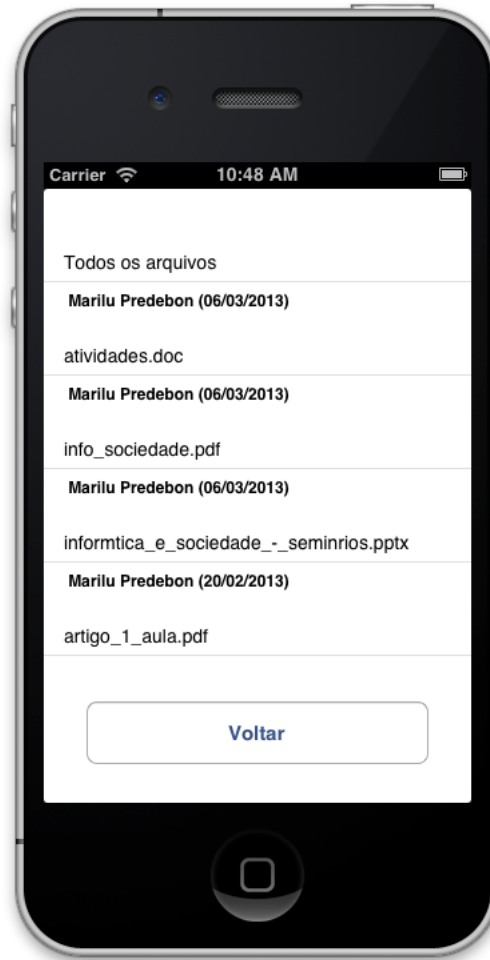 Carrier 10:48 AM
Todos os arquivos
Marilu Predebon (06/03/2013)
atividades.doc
Marilu Predebon (06/03/2013)
info_sociedade.pdf
Marilu Predebon (06/03/2013)
informtica_e_sociedade_-_seminrios.pptx
Marilu Predebon (20/02/2013)
artigo_1_aula.pdf
Voltar